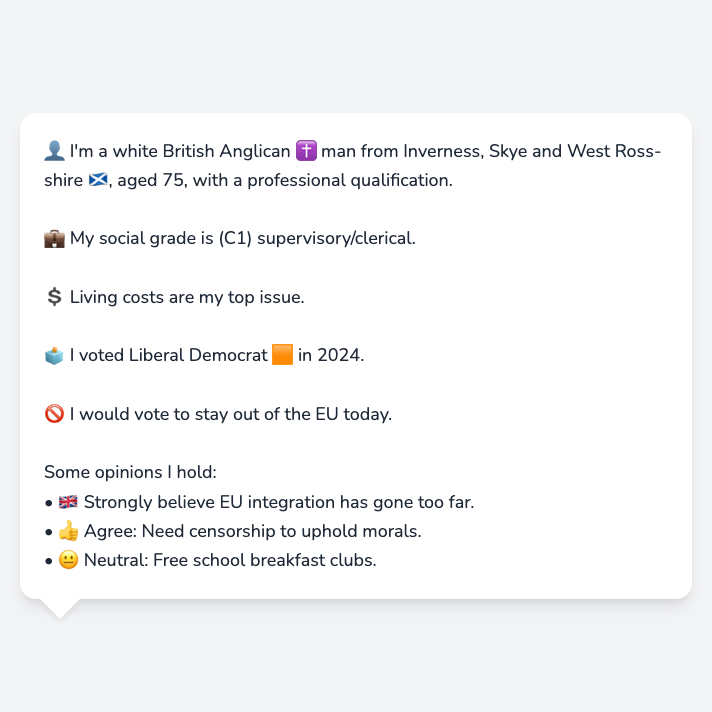 👤 I'm a white British Anglican ✝️ man from Inverness, Skye and West Ross-
shire 🏴󠁧󠁢󠁳󠁣󠁴󠁿, aged 75, with a professional qualification.
💼 My social grade is (C1) supervisory/clerical.
💲 Living costs are my top issue.
🗳️ I voted Liberal Democrat 🟧 in 2024.
🚫 I would vote to stay out of the EU today.
Some opinions I hold:
• 🇬🇧 Strongly believe EU integration has gone too far.
• 👍 Agree: Need censorship to uphold morals.
• 😐 Neutral: Free school breakfast clubs.